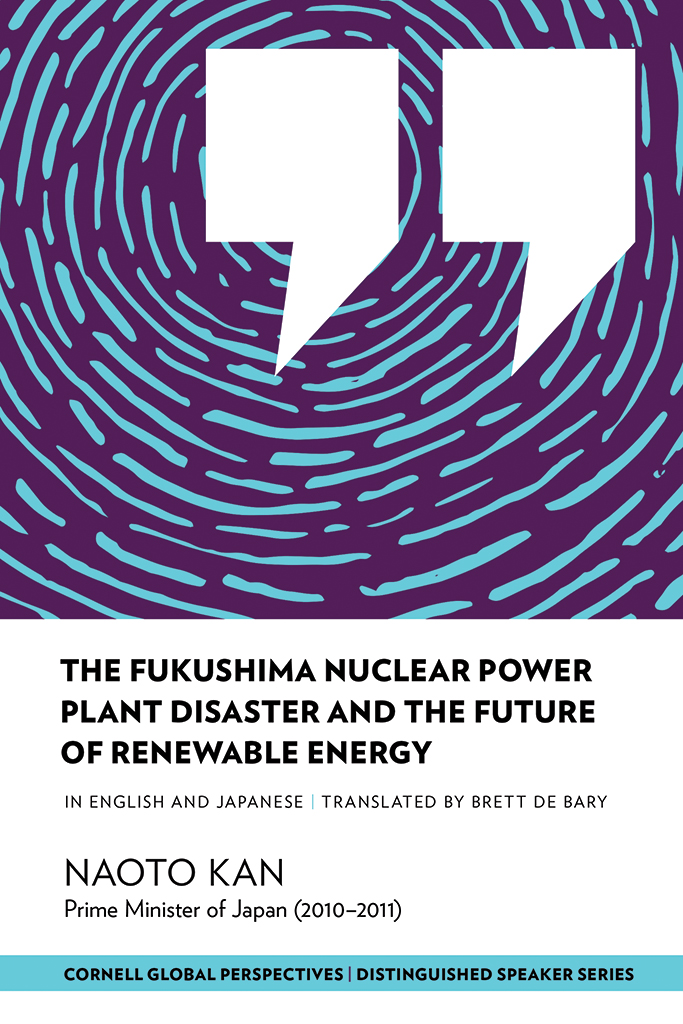 THE FUKUSHIMA NUCLEAR POWER
PLANT DISASTER AND THE FUTURE
OF RENEWABLE ENERGY
IN ENGLISH AND JAPANESE | TRANSLATED BY BRETT DE BARY
NAOTO KAN
Prime Minister of Japan (2010–2011)
CORNELL GLOBAL PERSPECTIVES | DISTINGUISHED SPEAKER SERIES